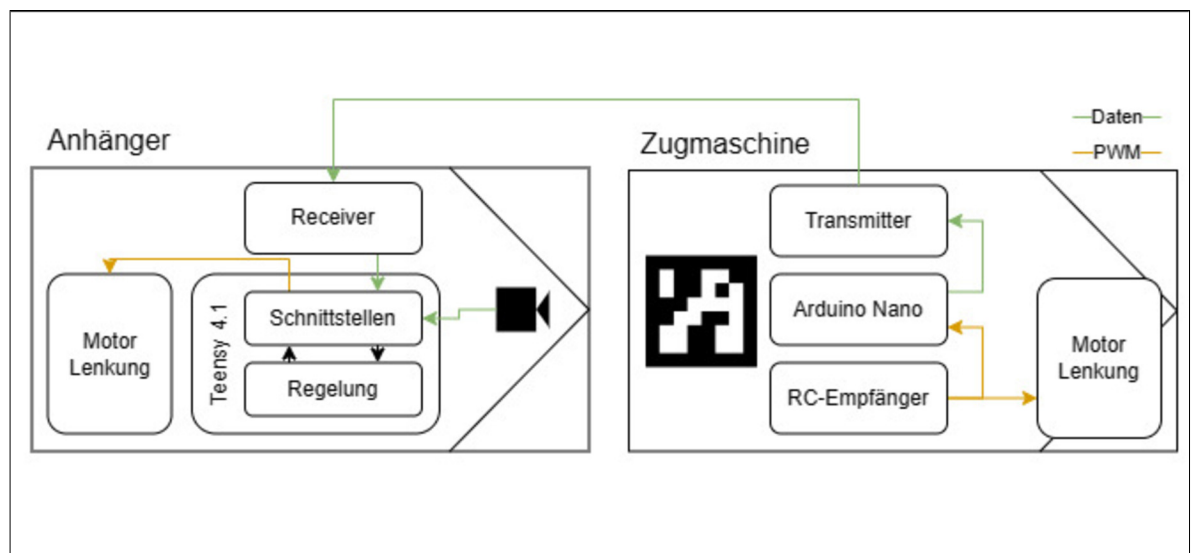 Anhänger
Receiver
Motor
Lenkung
Teensy 4.1
Schnittstellen
Regelung
Zugmaschine
Daten
PWM
Transmitter
Arduino Nano
RC-Empfänger
Motor
Lenkung